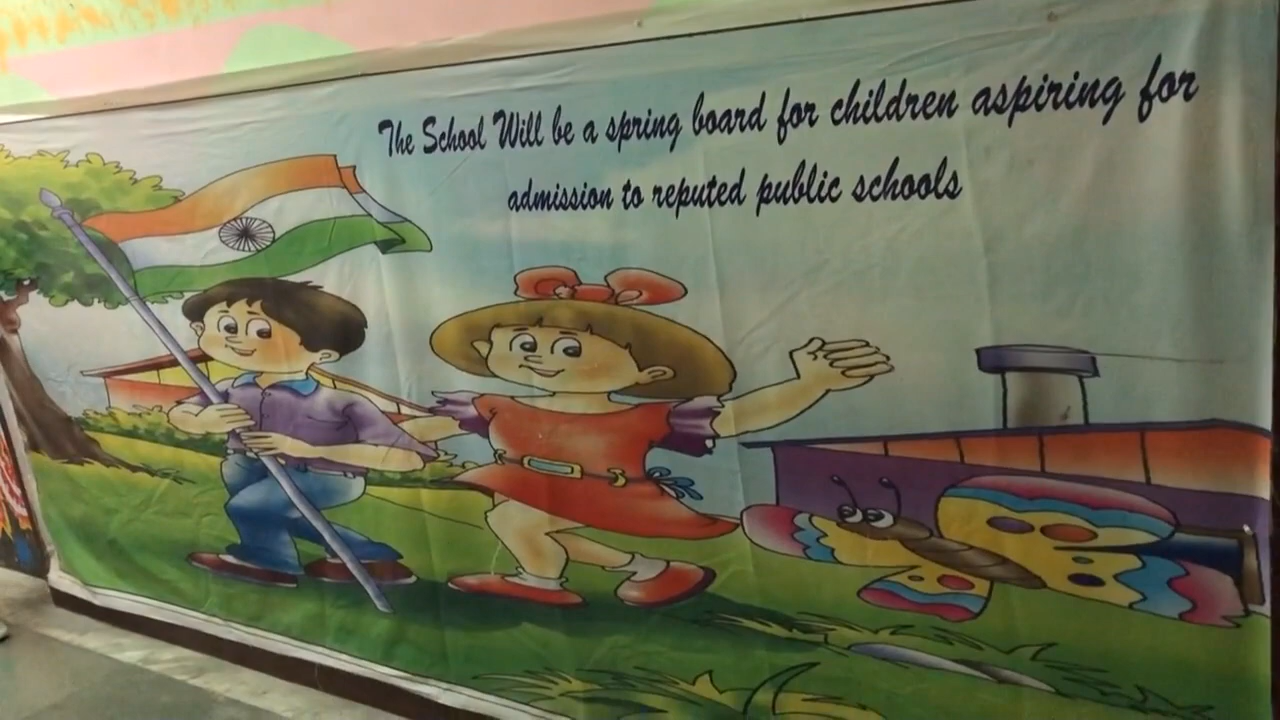 The School Will be a spring board for children aspiring for
admission to reputed public schools